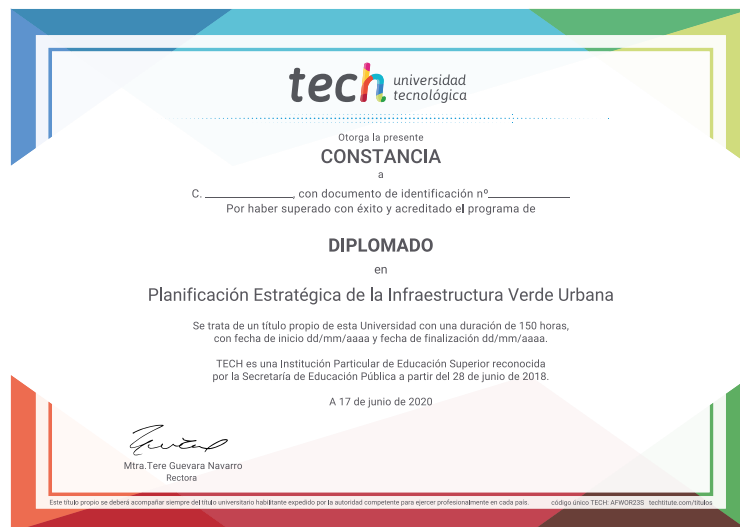 tech universidad
tecnológica
Otorga la presente
CONSTANCIA
a
C. ________________, con documento de identificación nº______________
Por haber superado con éxito y acreditado el programa de
DIPLOMADO
en
Planificación Estratégica de la Infraestructura Verde Urbana
Se trata de un título propio de esta Universidad con una duración de 150 horas,
con fecha de inicio dd/mm/aaaa y fecha de finalización dd/mm/aaaa.
TECH es una Institución Particular de Educación Superior reconocida
por la Secretaría de Educación Pública a partir del 28 de junio de 2018.
A 17 de junio de 2020
Mtra.Tere Guevara Navarro
Rectora
Este título propio se deberá acompañar siempre del título universitario habilitante expedido por la autoridad competente para ejercer profesionalmente en cada país. código único TECH: AFWOR23S techtitute.com/titulos